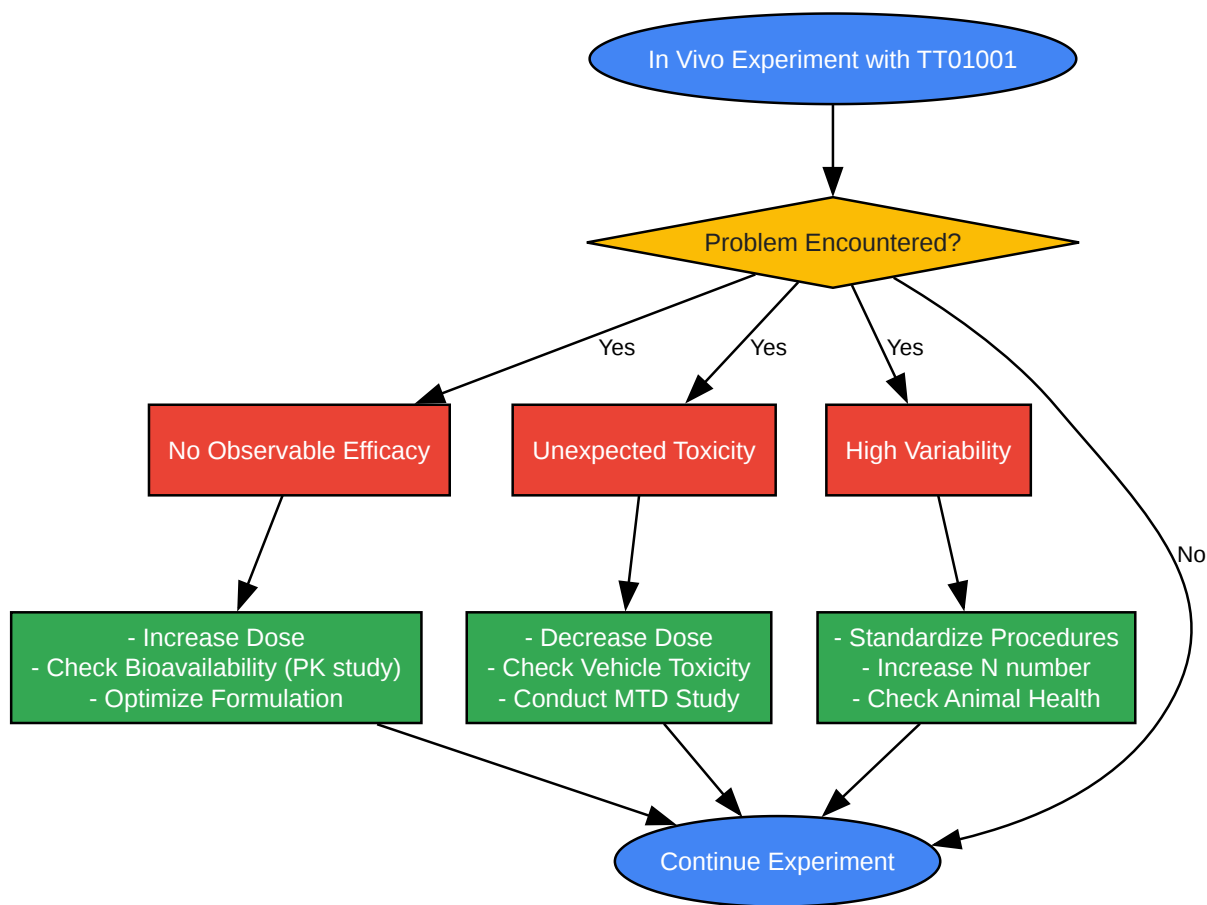 In Vivo Experiment with TT01001
Problem Encountered?
Yes
Yes
Yes
No
No Observable Efficacy
Unexpected Toxicity
High Variability
- Increase Dose
- Check Bioavailability (PK study)
- Optimize Formulation
- Decrease Dose
- Check Vehicle Toxicity
- Conduct MTD Study
- Standardize Procedures
- Increase N number
- Check Animal Health
Continue Experiment